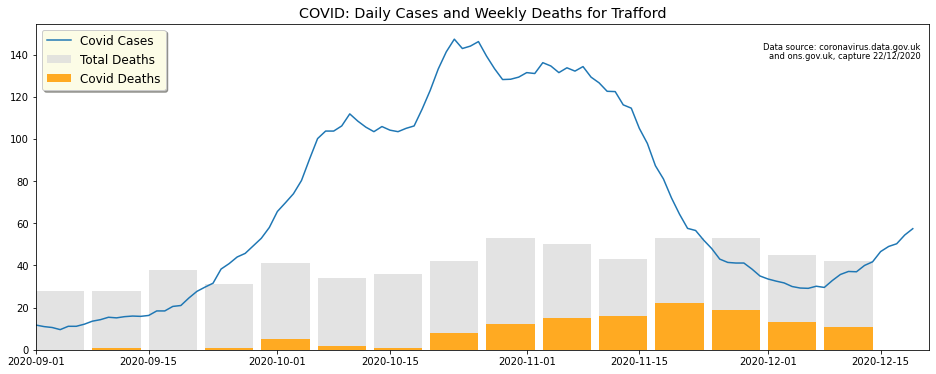 COVID: Daily Cases and Weekly Deaths for Trafford
Covid Cases
Total Deaths
Covid Deaths
Data source: coronavirus.data.gov.uk
and ons.gov.uk, capture 22/12/2020
140
120
100
80
60
40
20
0
2020-09-01
2020-09-15
2020-10-01
2020-10-15
2020-11-01
2020-11-15
2020-12-01
2020-12-15